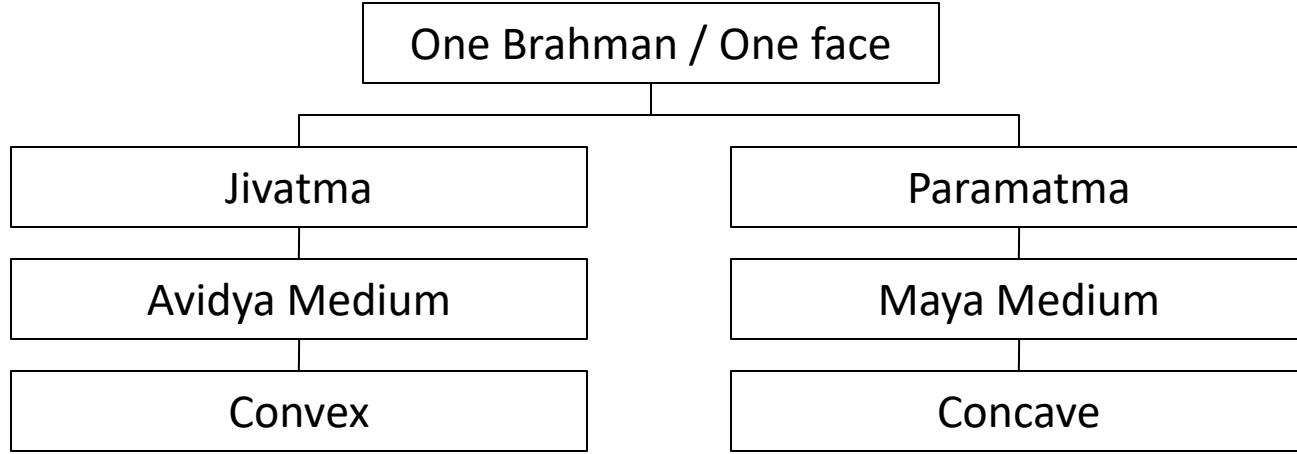 One Brahman / One face
Jivatma
Paramatma
Avidya Medium
Maya Medium
Convex
Concave